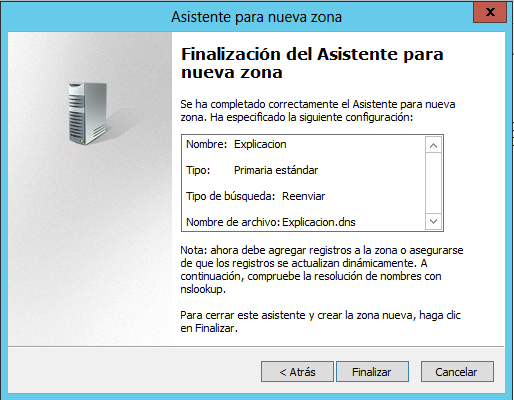 Asistente para nueva zona
x
Finalización del Asistente para
nueva zona
Se ha completado correctamente el Asistente para nueva
zona. Ha especificado la siguiente configuración:
Nombre: Explicacion
Tipo: Primaria estándar
Tipo de búsqueda: Reenviar
Nombre de archivo: Explicacion.dns
Nota: ahora debe agregar registros a la zona o asegurarse
de que los registros se actualizan dinámicamente. A
continuación, compruebe la resolución de nombres con
nslookup.
Para cerrar este asistente y crear la zona nueva, haga clic
en Finalizar.
< Atrás Finalizar Cancelar